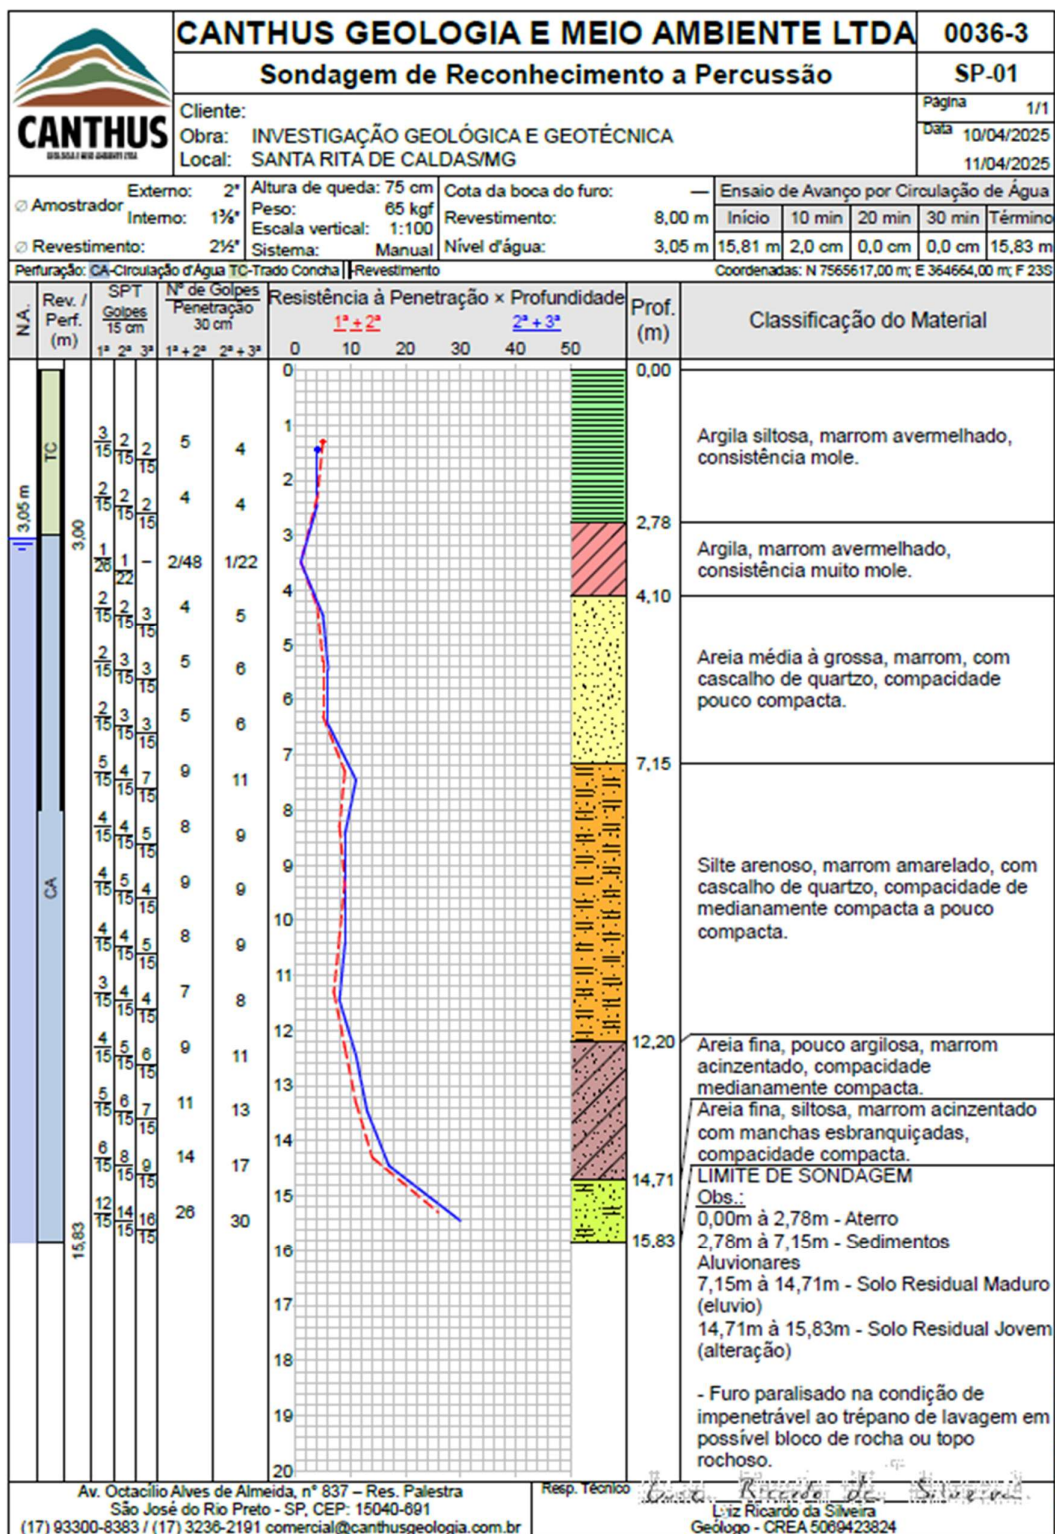 CANTHUS GEOLOGIA E MEIO AMBIENTE LTDA
0036-3
Sondagem de Reconhecimento a Percussão
SP-01
CANTHUS
GEOLOGIA E MEIO AMBIENTE LTDA
Cliente:
Obra: INVESTIGAÇÃO GEOLÓGICA E GEOTÉCNICA
Local: SANTA RITA DE CALDAS/MG
Página 1/1
Data 10/04/2025
11/04/2025
∅ Amostrador Externo: 2"
Interno: 1⅜"
∅ Revestimento: 2½"
Altura de queda: 75 cm
Peso: 65 kgf
Escala vertical: 1:100
Sistema: Manual
Cota da boca do furo: —
Revestimento: 8,00 m
Nível d'água: 3,05 m
Ensaio de Avanço por Circulação de Água
Início 10 min 20 min 30 min Término
15,81 m 2,0 cm 0,0 cm 0,0 cm 15,83 m
Perfuração: CA-Circulação d'Água TC-Trado Concha -Revestimento
Coordenadas: N 7565617,00 m; E 364664,00 m; F 23S
N.A.
Rev. / Perf. (m)
SPT
Golpes
15 cm
1ª 2ª 3ª
Nº de Golpes
Penetração
30 cm
1ª + 2ª 2ª + 3ª
Resistência à Penetração × Profundidade
1ª + 2ª 2ª + 3ª
0 10 20 30 40 50
Prof. (m)
Classificação do Material
TC
CA
3,05 m
3,00
15,83
3/15 2/15 2/15 5 4
2/15 2/15 2/15 4 4
1/26 1/22 – 2/48 1/22
2/15 2/15 3/15 4 5
2/15 3/15 3/15 5 6
2/15 3/15 3/15 5 6
5/15 4/15 7/15 9 11
4/15 4/15 5/15 8 9
4/15 5/15 4/15 9 9
4/15 4/15 5/15 8 9
3/15 4/15 4/15 7 8
4/15 5/15 6/15 9 11
5/15 6/15 7/15 11 13
6/15 8/15 9/15 14 17
12/15 14/15 16/15 26 30
0
1
2
3
4
5
6
7
8
9
10
11
12
13
14
15
16
17
18
19
20
0,00
Argila siltosa, marrom avermelhado,
consistência mole.
2,78
Argila, marrom avermelhado,
consistência muito mole.
4,10
Areia média à grossa, marrom, com
cascalho de quartzo, compacidade
pouco compacta.
7,15
Silte arenoso, marrom amarelado, com
cascalho de quartzo, compacidade de
medianamente compacta a pouco
compacta.
12,20
Areia fina, pouco argilosa, marrom
acinzentado, compacidade
medianamente compacta.
14,71
Areia fina, siltosa, marrom acinzentado
com manchas esbranquiçadas,
compacidade compacta.
15,83
LIMITE DE SONDAGEM
Obs.:
0,00m à 2,78m - Aterro
2,78m à 7,15m - Sedimentos
Aluvionares
7,15m à 14,71m - Solo Residual Maduro
(eluvio)
14,71m à 15,83m - Solo Residual Jovem
(alteração)
- Furo paralisado na condição de
impenetrável ao trépano de lavagem em
possível bloco de rocha ou topo
rochoso.
Av. Octacilio Alves de Almeida, n° 837 – Res. Palestra
São José do Rio Preto - SP, CEP: 15040-691
(17) 93300-8383 / (17) 3236-2191 comercial@canthusgeologia.com.br
Resp. Técnico
Luiz Ricardo da Silveira
Luiz Ricardo da Silveira
Geólogo - CREA 5069423824